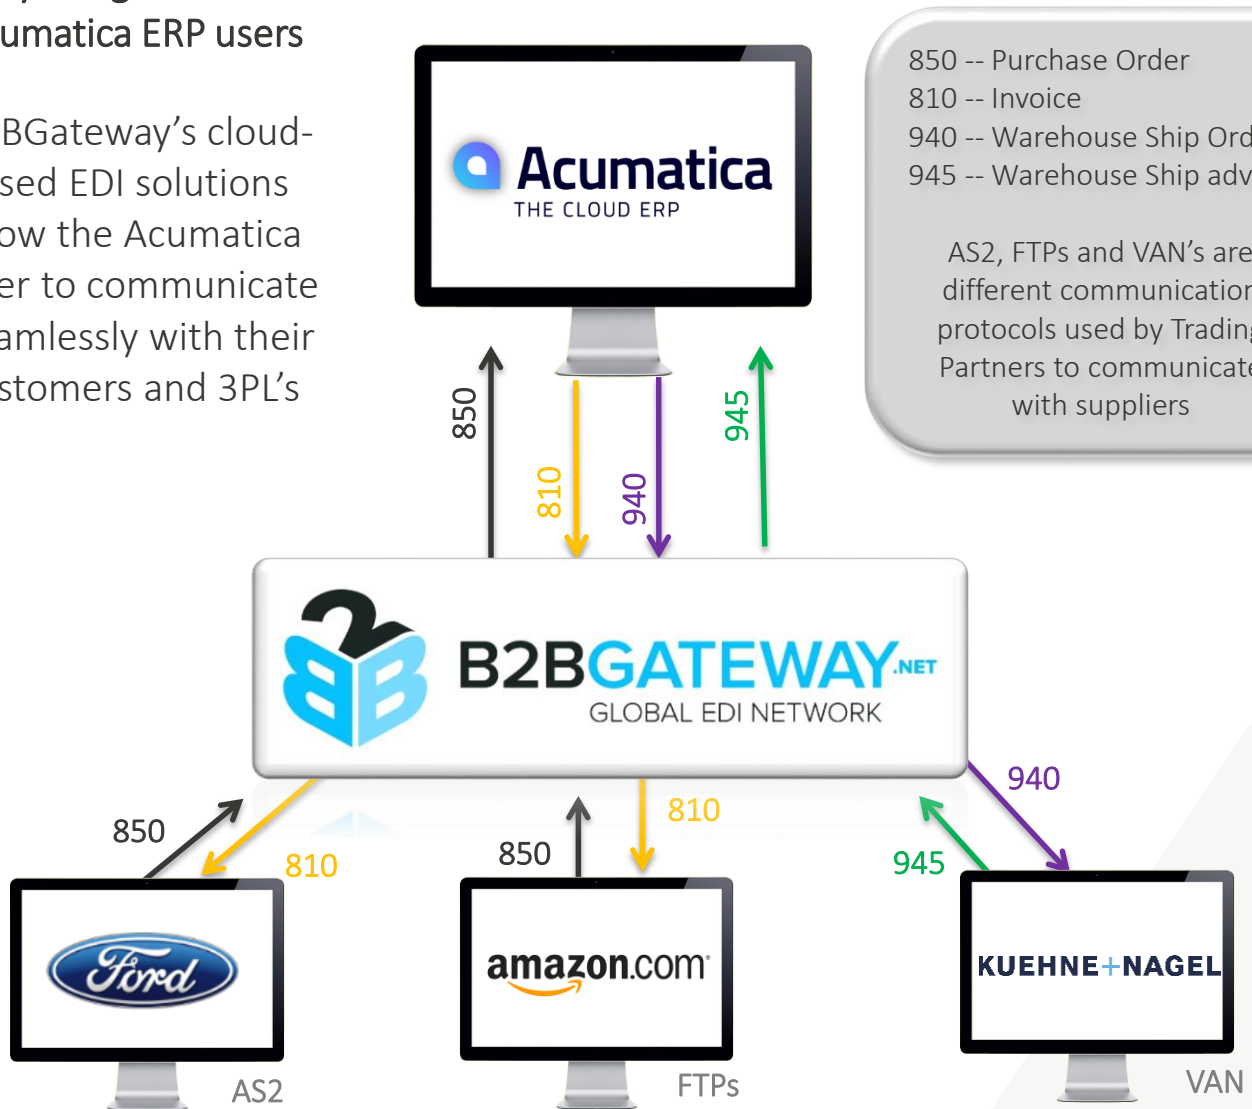 umatica ERP users
BGateway's cloud-
sed EDI solutions
ow the Acumatica
er to communicate
amlessly with their
stomers and 3PL's
Acumatica
THE CLOUD ERP
850 -- Purchase Order
810 -- Invoice
940 -- Warehouse Ship Ord
945 -- Warehouse Ship adv
AS2, FTPs and VAN's are
different communication
protocols used by Trading
Partners to communicate
with suppliers
850
810
940
945
2
BB
B2BGATEWAY.NET
GLOBAL EDI NETWORK
850
810
850
810
945
940
Ford
amazon.com
KUEHNE+NAGEL
AS2
FTPs
VAN